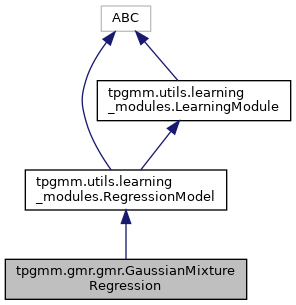 ABC
tpgmm.utils.learning
_modules.LearningModule
tpgmm.utils.learning
_modules.RegressionModel
tpgmm.gmr.gmr.GaussianMixture
Regression